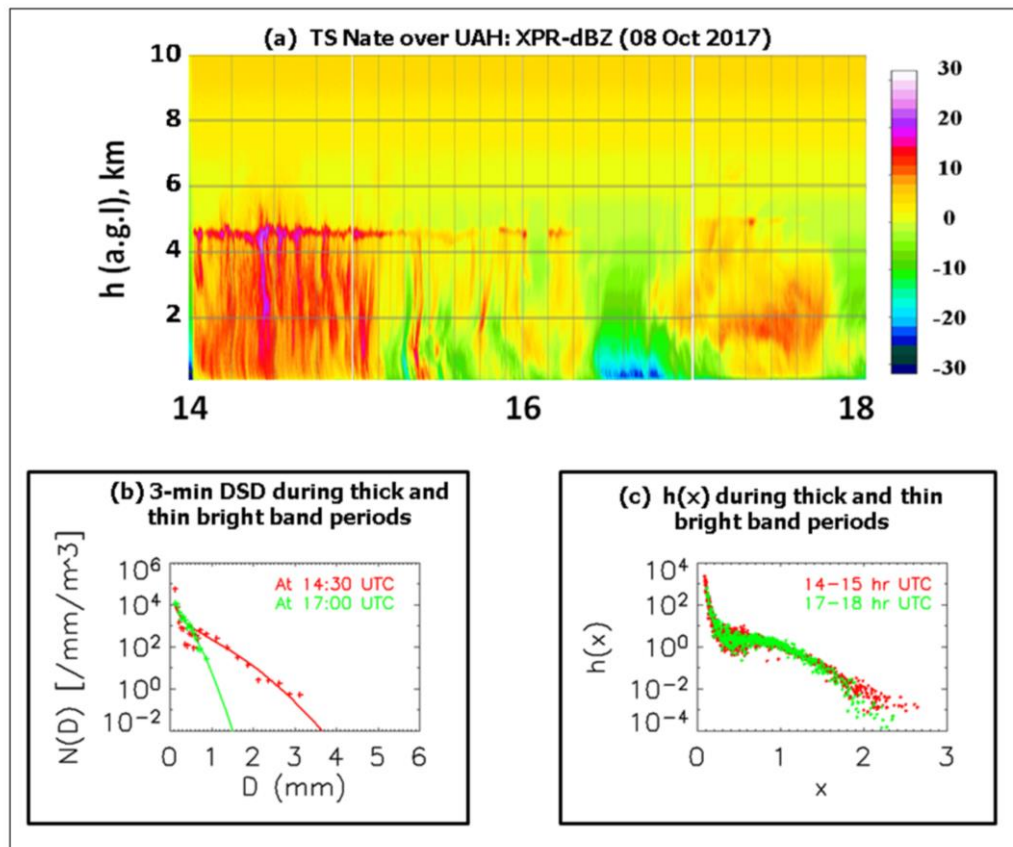 (a) TS Nate over UAH: XPR-dBZ (08 Oct 2017)
h (a.g.l), km
10
8
6
4
2
14
16
18
30
20
10
0
-10
-20
-30
(b) 3-min DSD during thick and
thin bright band periods
N(D) [/mm/m^3]
10^6
10^4
10^2
10^0
10^-2
At 14:30 UTC
At 17:00 UTC
0 1 2 3 4 5 6
D (mm)
(c) h(x) during thick and thin
bright band periods
h(x)
10^4
10^2
10^0
10^-2
10^-4
14-15 hr UTC
17-18 hr UTC
0 1 2 3
x